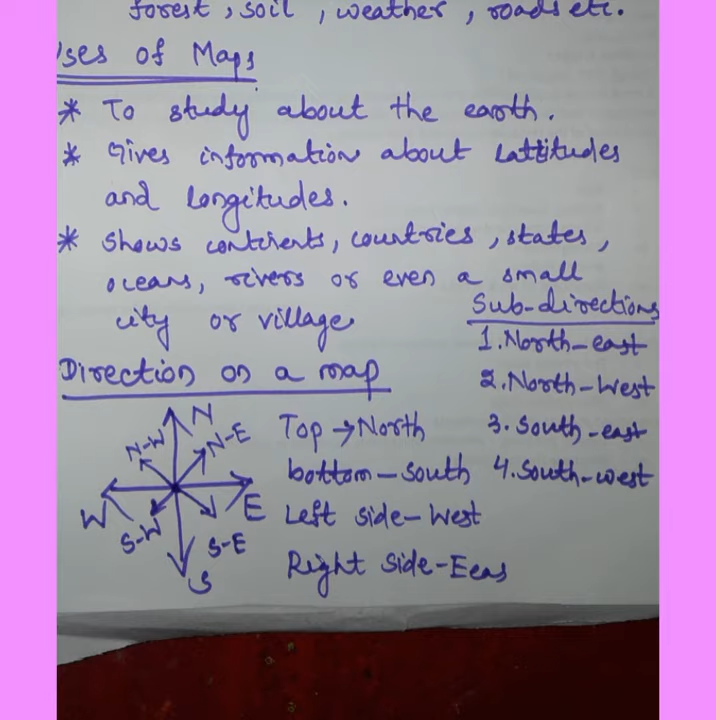 forest, soil, weather, roads etc.
Uses of Maps
* To study about the earth.
* Gives information about Lattitudes
and Longitudes.
* Shows continents, countries, states,
oceans, rivers or even a small
city or village
Sub-directions
1. North-east
2. North-West
3. South-east
4. South-west
Direction on a map
N
N-W
N-E
W
E
S-W
S-E
S
Top → North
bottom - South
Left side - West
Right side - Eeas